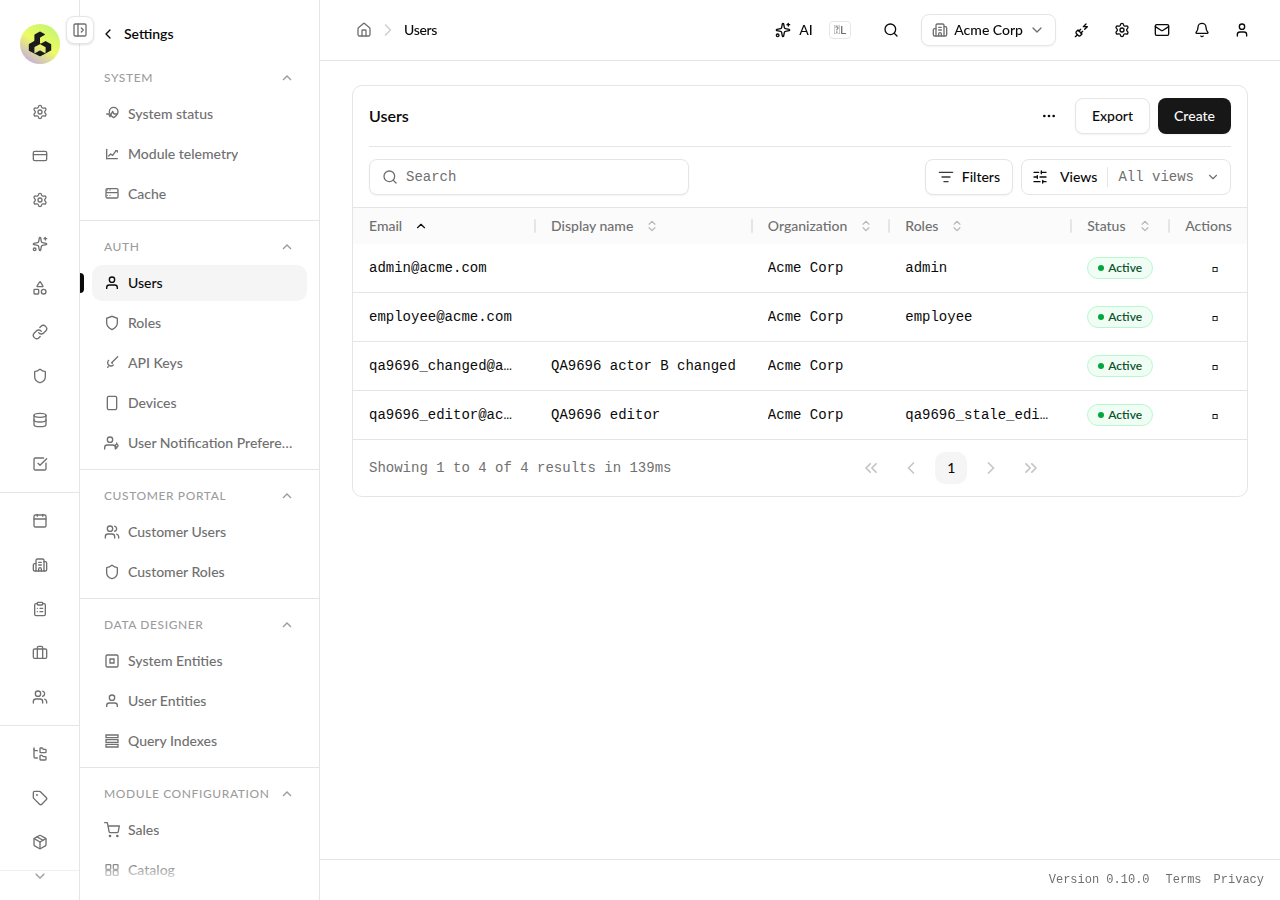 Settings
SYSTEM
System status
Module telemetry
Cache
AUTH
Users
Roles
API Keys
Devices
User Notification Prefere...
CUSTOMER PORTAL
Customer Users
Customer Roles
DATA DESIGNER
System Entities
User Entities
Query Indexes
MODULE CONFIGURATION
Sales
Catalog
Users
AI L
Acme Corp
Users
Export
Create
Search
Filters
Views All views
Email Display name Organization Roles Status Actions
admin@acme.com Acme Corp admin Active
employee@acme.com Acme Corp employee Active
qa9696_changed@a… QA9696 actor B changed Acme Corp Active
qa9696_editor@ac… QA9696 editor Acme Corp qa9696_stale_edi… Active
Showing 1 to 4 of 4 results in 139ms
1
Version 0.10.0 Terms Privacy